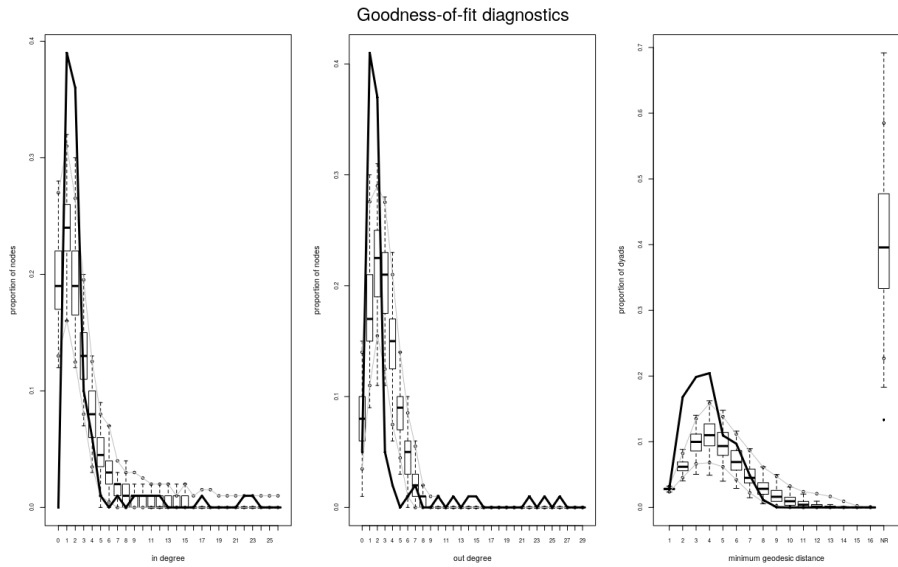 Goodness-of-fit diagnostics
proportion of nodes
0.0 0.1 0.2 0.3 0.4
0 1 2 3 4 5 6 7 8 9 11 13 15 17 19 21 23 25
in degree
proportion of nodes
0.0 0.1 0.2 0.3 0.4
0 1 2 3 4 5 6 7 8 9 11 13 15 17 19 21 23 25 27 29
out degree
proportion of dyads
0.0 0.1 0.2 0.3 0.4 0.5 0.6 0.7
1 2 3 4 5 6 7 8 9 10 11 12 13 14 15 16 NR
minimum geodesic distance